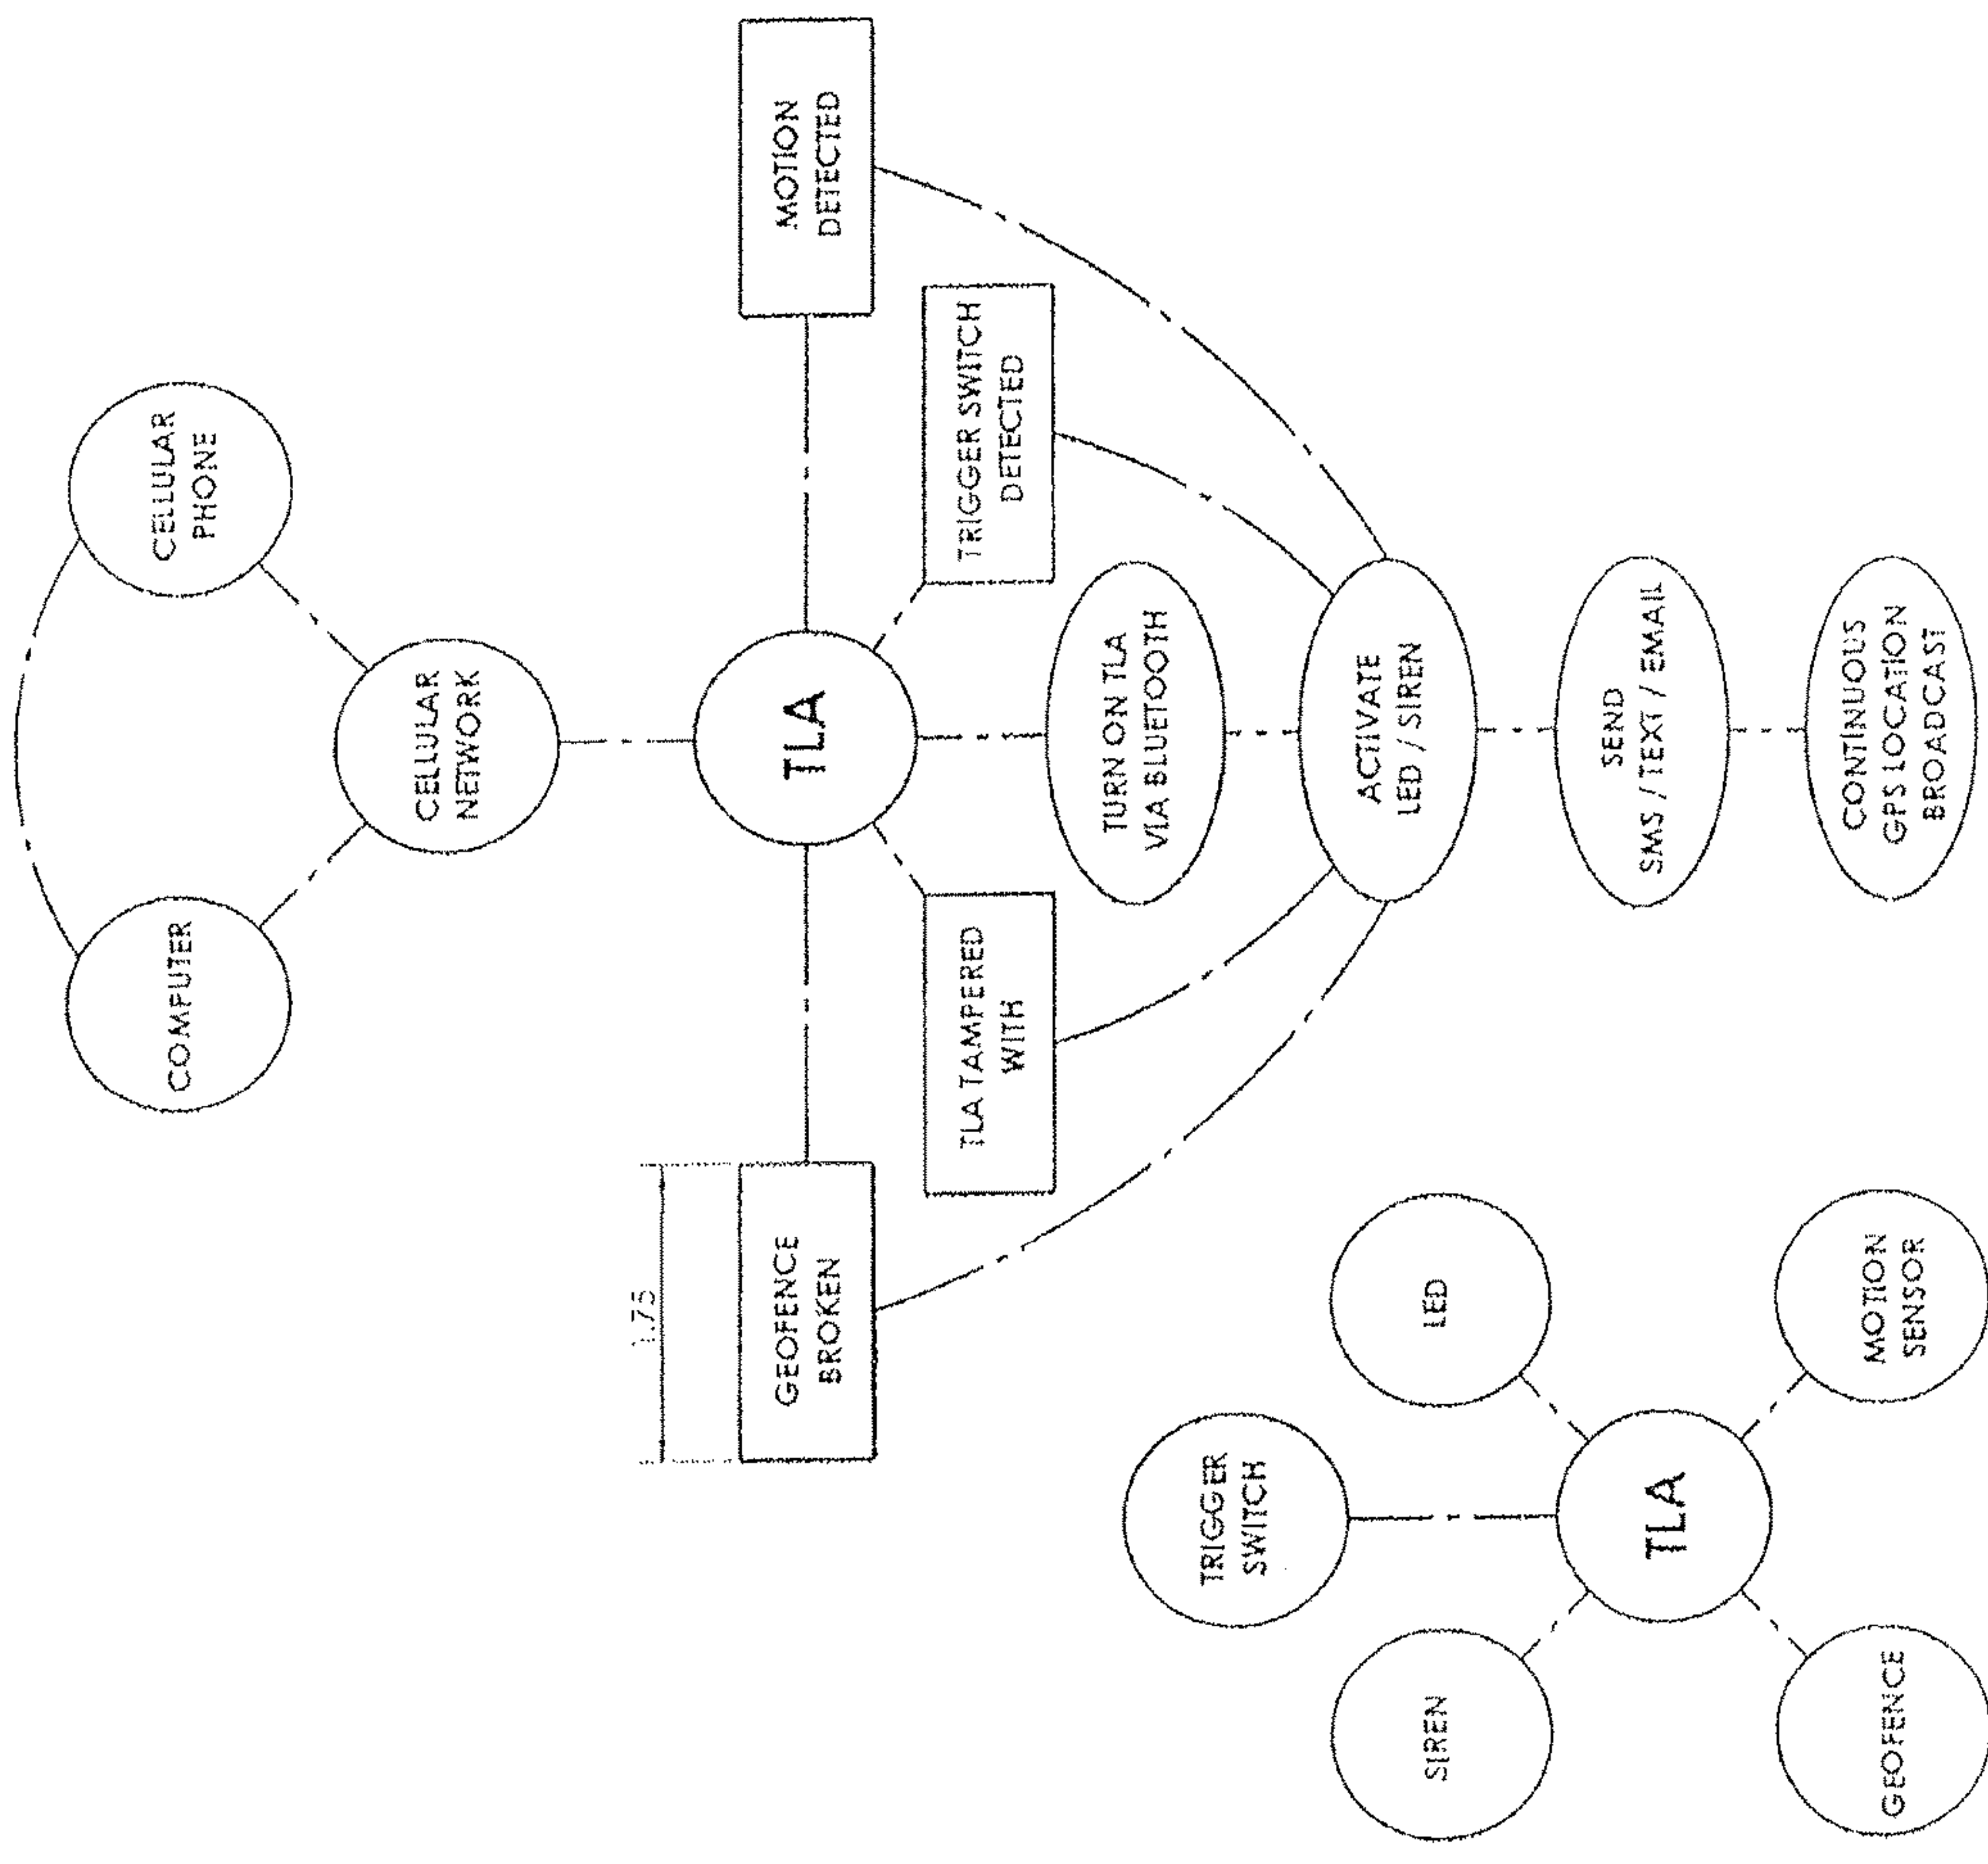 COMPUTER
CELLULAR
PHONE
CELLULAR
NETWORK
TLA
1.75
GEOFENCE
BROKEN
MOTION
DETECTED
TLA TAMPERED
WITH
TRIGGER SWITCH
DETECTED
TURN ON TLA
VIA BLUETOOTH
ACTIVATE
LED / SIREN
SEND
SMS / TEXT / EMAIL
CONTINUOUS
GPS LOCATION
BROADCAST
TRIGGER
SWITCH
SIREN
LED
TLA
GEOFENCE
MOTION
SENSOR